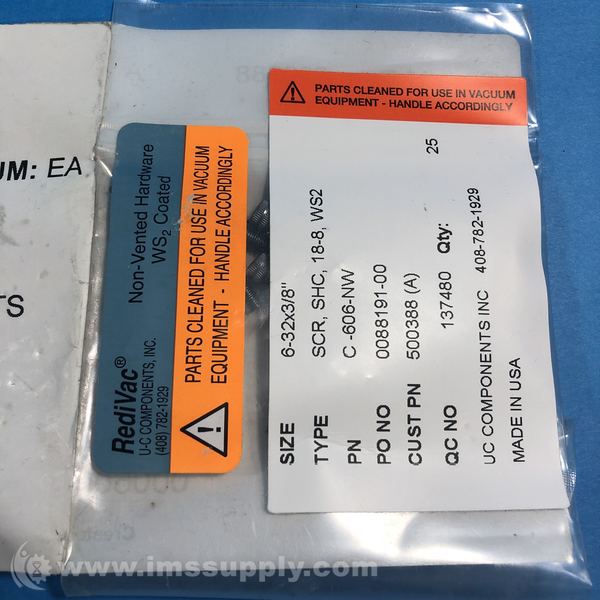 UM: EA
TS
RediVac®
U-C COMPONENTS, INC.
(408) 782-1929
Non-Vented Hardware
WS₂ Coated
PARTS CLEANED FOR USE IN VACUUM
EQUIPMENT - HANDLE ACCORDINGLY
PARTS CLEANED FOR USE IN VACUUM
EQUIPMENT - HANDLE ACCORDINGLY
SIZE 6-32x3/8"
TYPE SCR, SHC, 18-8, WS2
PN C-606-NW
PO NO 0088191-00
CUST PN 500388 (A)
QC NO 137480 Qty: 25
UC COMPONENTS INC 408-782-1929
MADE IN USA
www.imssupply.com